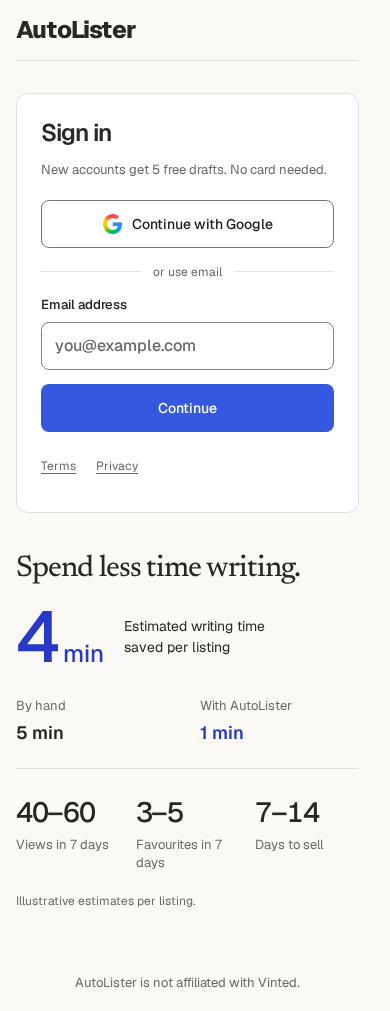 AutoLister
Sign in
New accounts get 5 free drafts. No card needed.
Continue with Google
or use email
Email address
you@example.com
Continue
Terms Privacy
Spend less time writing.
4 min
Estimated writing time
saved per listing
By hand
5 min
With AutoLister
1 min
40–60
Views in 7 days
3–5
Favourites in 7
days
7–14
Days to sell
Illustrative estimates per listing.
AutoLister is not affiliated with Vinted.